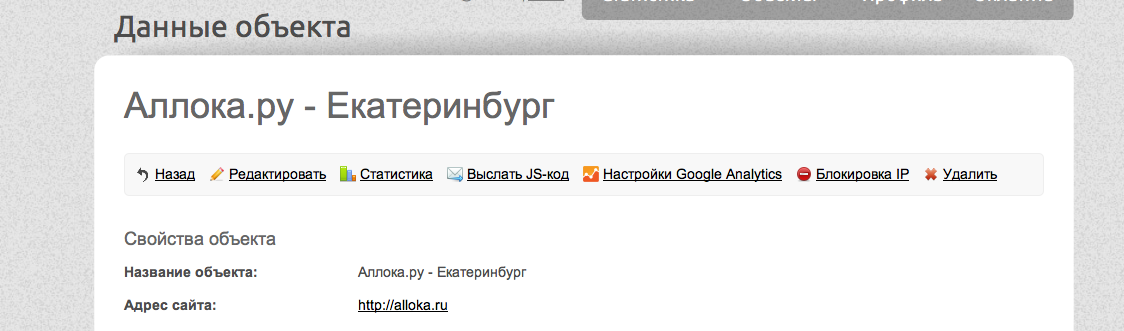 Данные объекта
Аллока.ру - Екатеринбург
Назад Редактировать Статистика Выслать JS-код Настройки Google Analytics Блокировка IP Удалить
Свойства объекта
Название объекта: Аллока.ру - Екатеринбург
Адрес сайта: http://alloka.ru